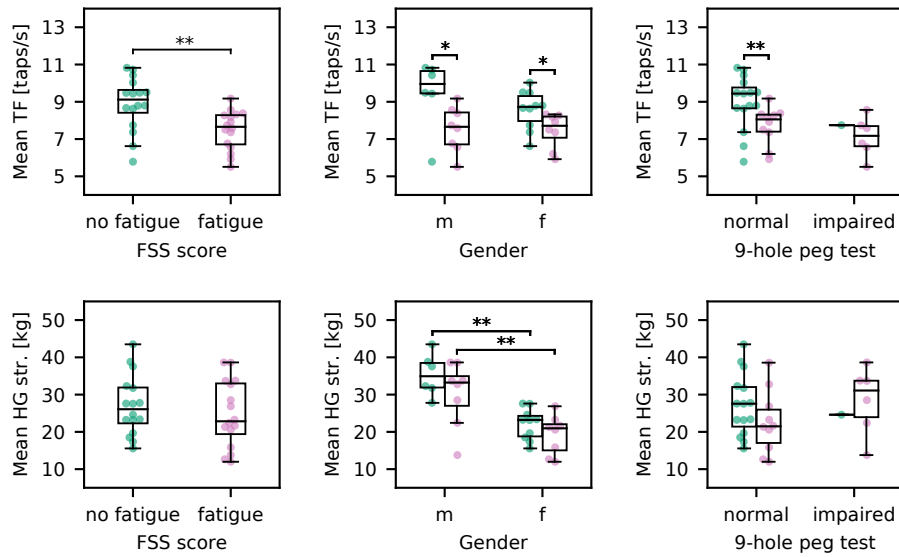 Mean TF [taps/s]
13
11
9
7
5
**
no fatigue fatigue
FSS score
Mean TF [taps/s]
13
11
9
7
5
*
*
m f
Gender
Mean TF [taps/s]
13
11
9
7
5
**
normal impaired
9-hole peg test
Mean HG str. [kg]
50
40
30
20
10
no fatigue fatigue
FSS score
Mean HG str. [kg]
50
40
30
20
10
**
**
m f
Gender
Mean HG str. [kg]
50
40
30
20
10
normal impaired
9-hole peg test